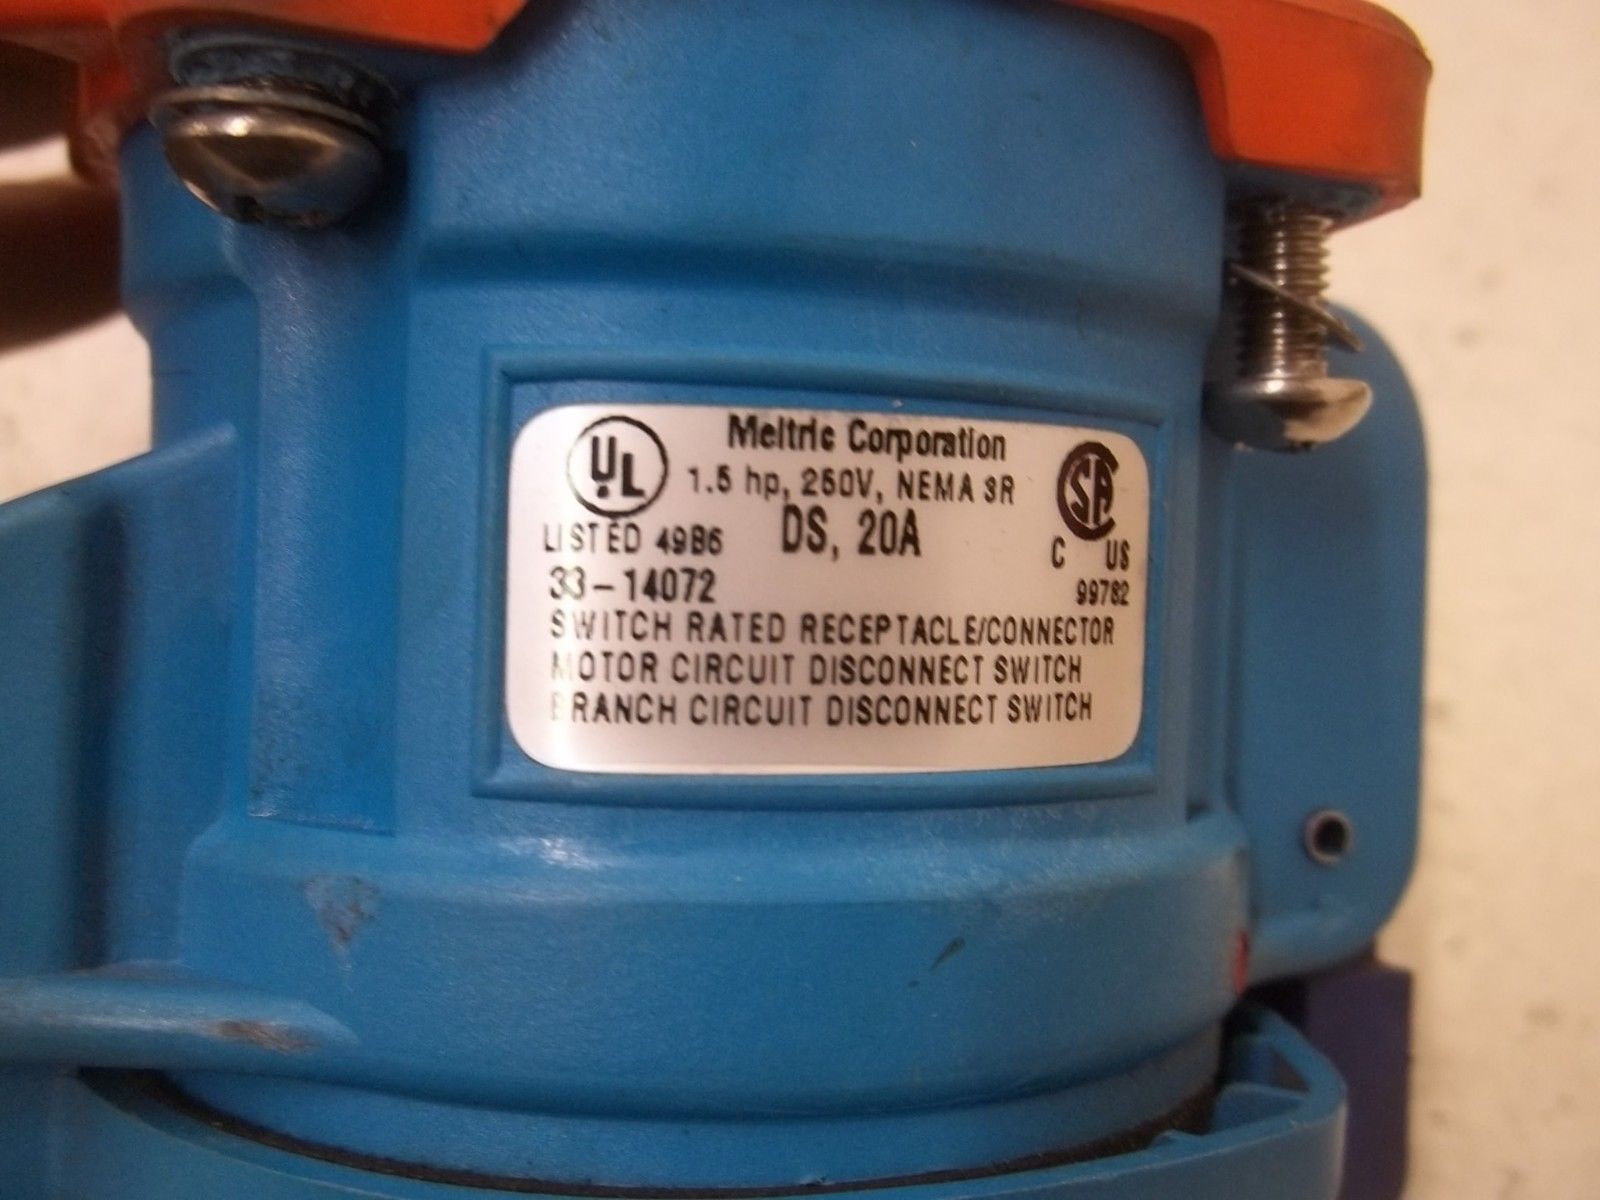 Meltric Corporation
UL 1.5 hp, 250V, NEMA 3R CSA
LISTED 49B6 DS, 20A C US
33-14072 99782
SWITCH RATED RECEPTACLE/CONNECTOR
MOTOR CIRCUIT DISCONNECT SWITCH
BRANCH CIRCUIT DISCONNECT SWITCH